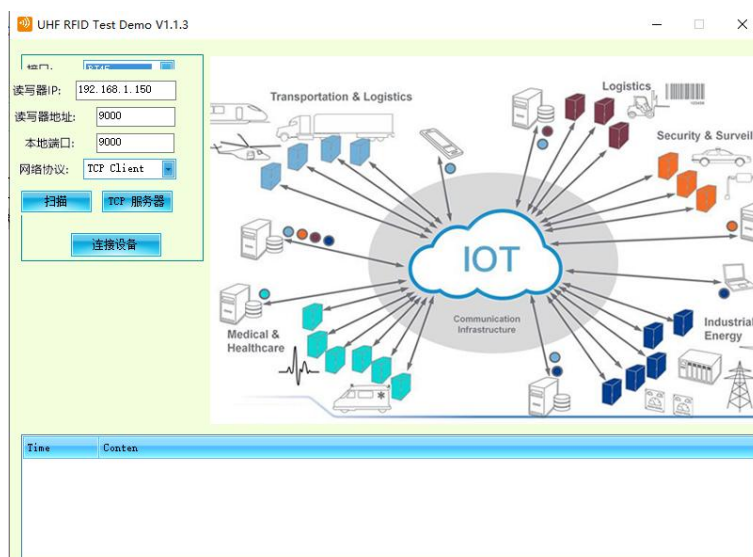 UHF RFID Test Demo V1.1.3
接口: RJ45
读写器IP: 192.168.1.150
读写器地址: 9000
本地端口: 9000
网络协议: TCP Client
扫描 TCP 服务器
连接设备
Transportation & Logistics
Logistics
Security & Surveil
IOT
Communication
Infrastructure
Medical &
Healthcare
Industrial
Energy
Time Conten